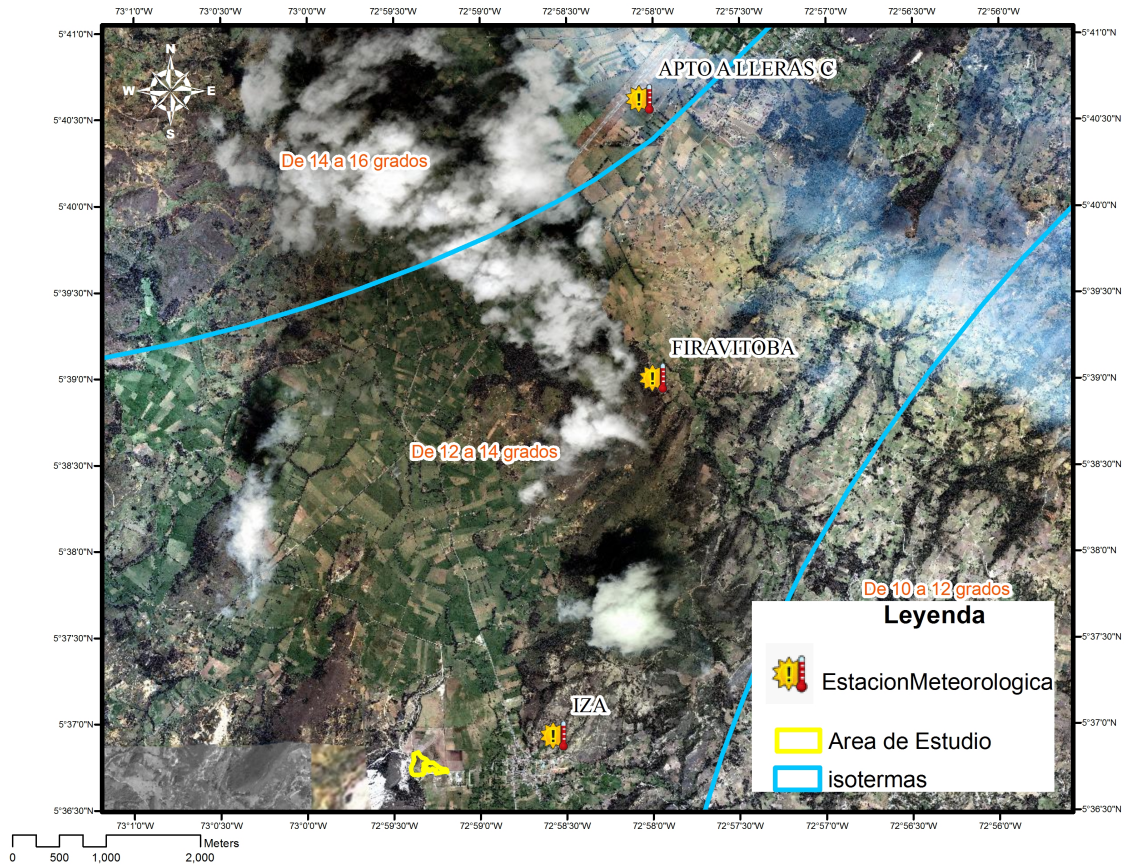 73°1'0"W 73°0'30"W 73°0'0"W 72°59'30"W 72°59'0"W 72°58'30"W 72°58'0"W 72°57'30"W 72°57'0"W 72°56'30"W 72°56'0"W
5°41'0"N 5°41'0"N
N
W E
S
APTO A LLERAS C
5°40'30"N 5°40'30"N
De 14 a 16 grados
5°40'0"N 5°40'0"N
5°39'30"N 5°39'30"N
FIRAVITOBA
5°39'0"N 5°39'0"N
De 12 a 14 grados
5°38'30"N 5°38'30"N
5°38'0"N 5°38'0"N
De 10 a 12 grados
Leyenda
5°37'30"N 5°37'30"N
EstacionMeteorologica
IZA
5°37'0"N 5°37'0"N
Area de Estudio
isotermas
5°36'30"N 5°36'30"N
73°1'0"W 73°0'30"W 73°0'0"W 72°59'30"W 72°59'0"W 72°58'30"W 72°58'0"W 72°57'30"W 72°57'0"W 72°56'30"W 72°56'0"W
Meters
0 500 1,000 2,000